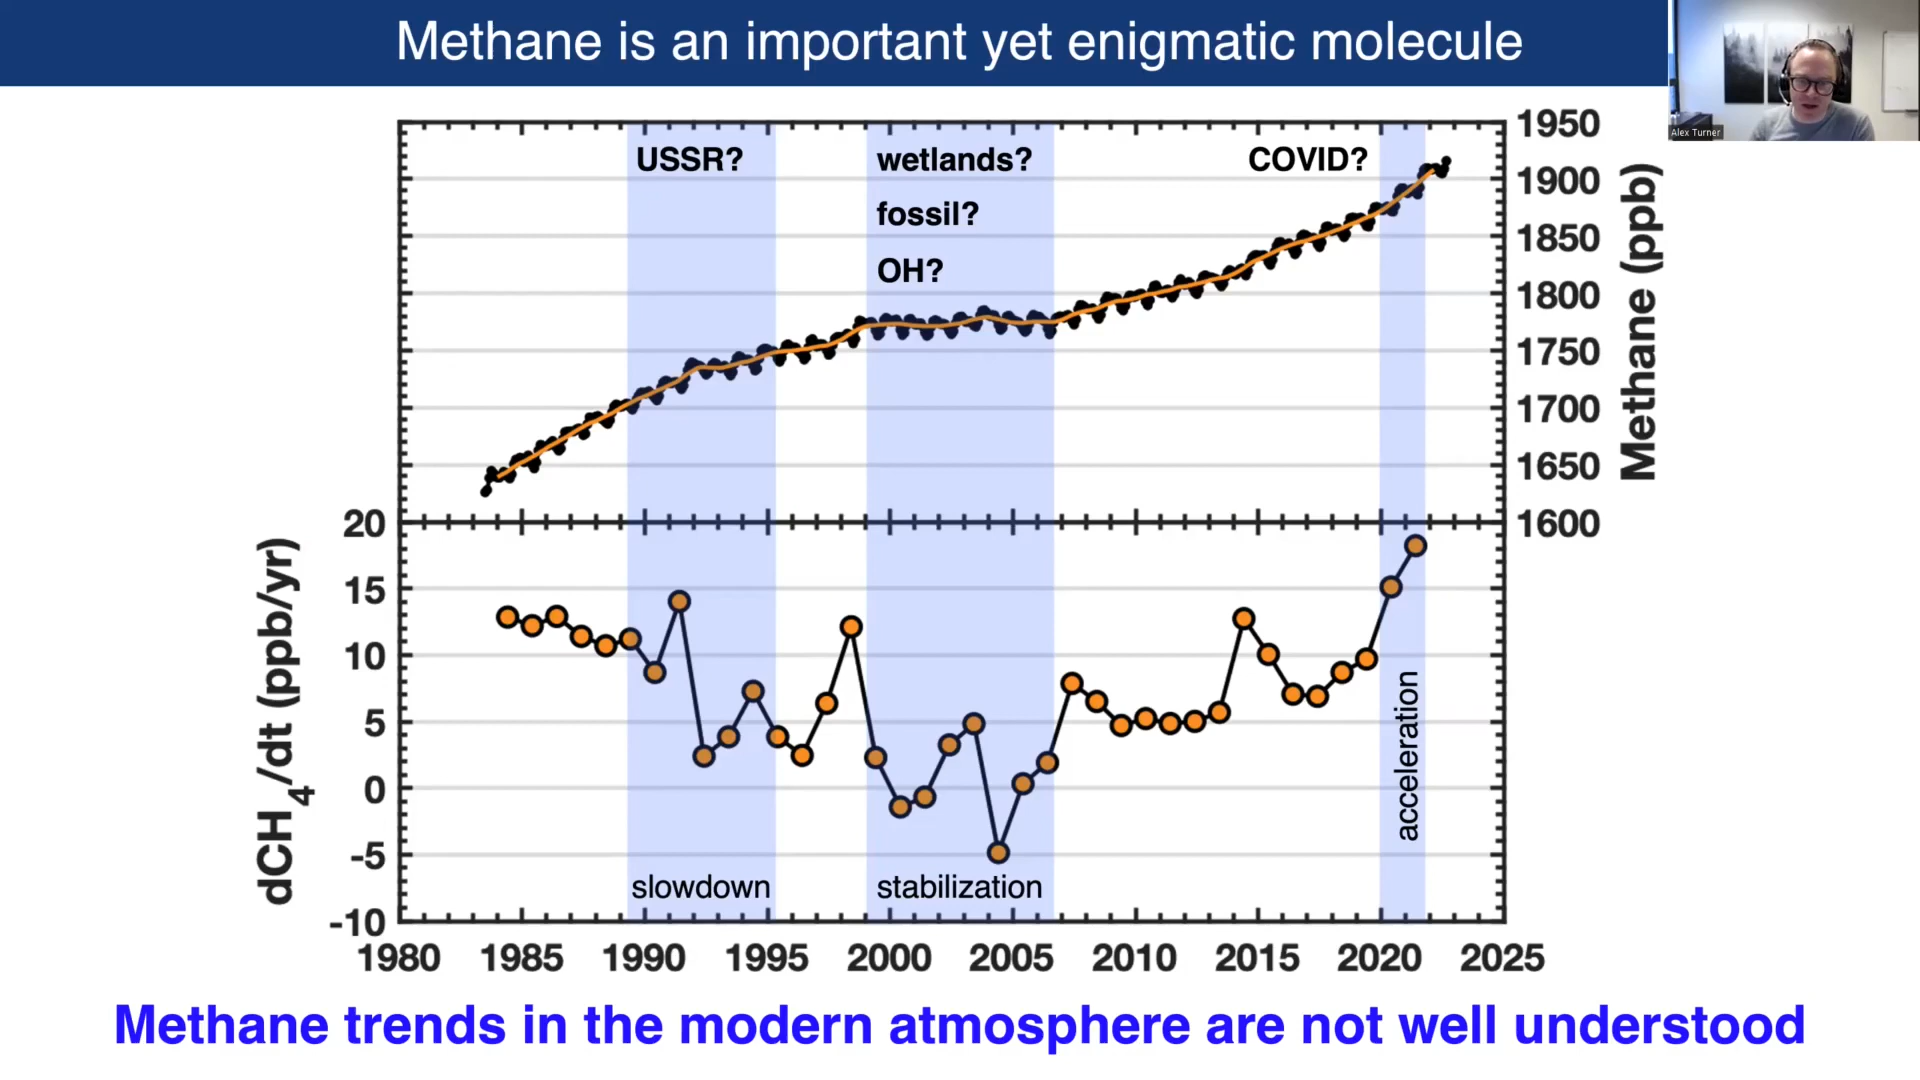 Methane is an important yet enigmatic molecule
Alex Turner
USSR?
wetlands?
fossil?
OH?
COVID?
1950
1900
1850
1800
1750
1700
1650
1600
Methane (ppb)
20
15
10
5
0
-5
-10
dCH4/dt (ppb/yr)
slowdown
stabilization
acceleration
1980 1985 1990 1995 2000 2005 2010 2015 2020 2025
Methane trends in the modern atmosphere are not well understood